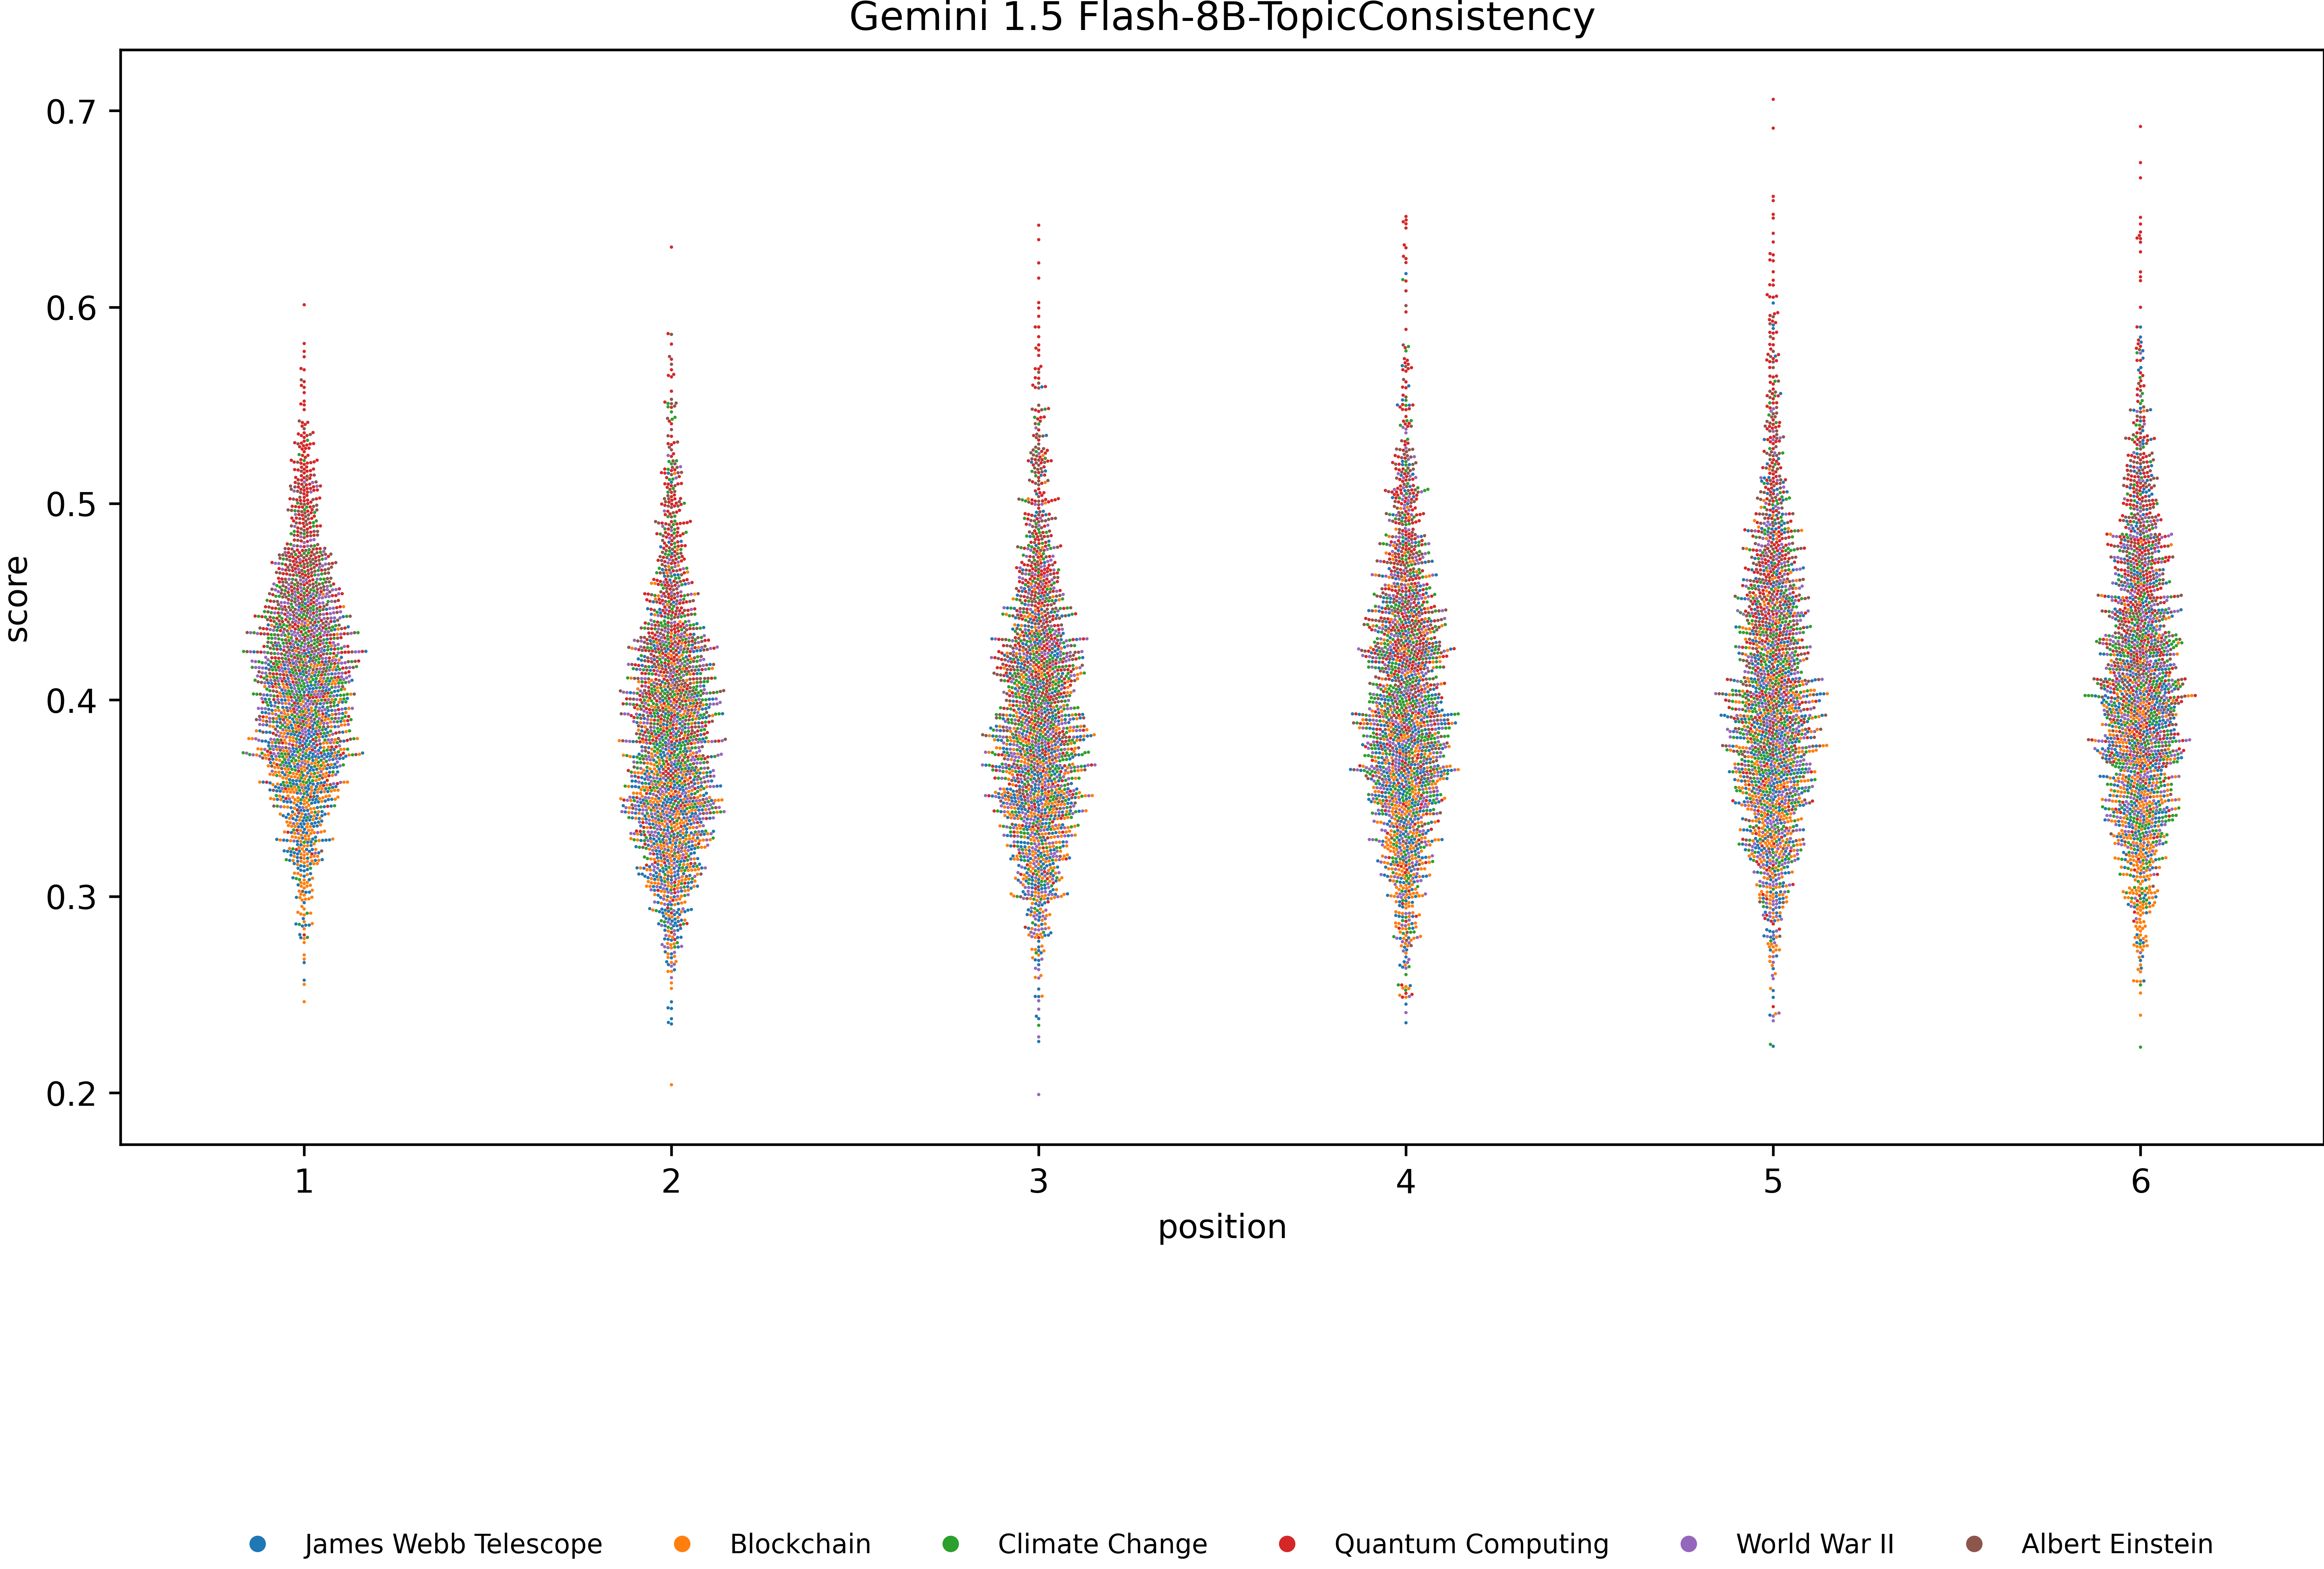 Gemini 1.5 Flash-8B-TopicConsistency
0.7
0.6
0.5
0.4
0.3
0.2
score
1 2 3 4 5 6
position
James Webb Telescope Blockchain Climate Change Quantum Computing World War II Albert Einstein